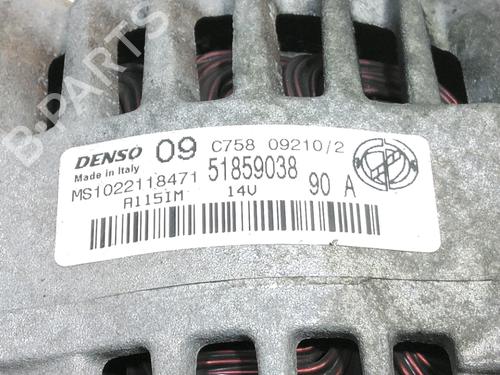 B.PARTS
DENSO 09 C758 09210/2
Made in Italy
MS1022118471 51859038
A115IM 14V 90 A